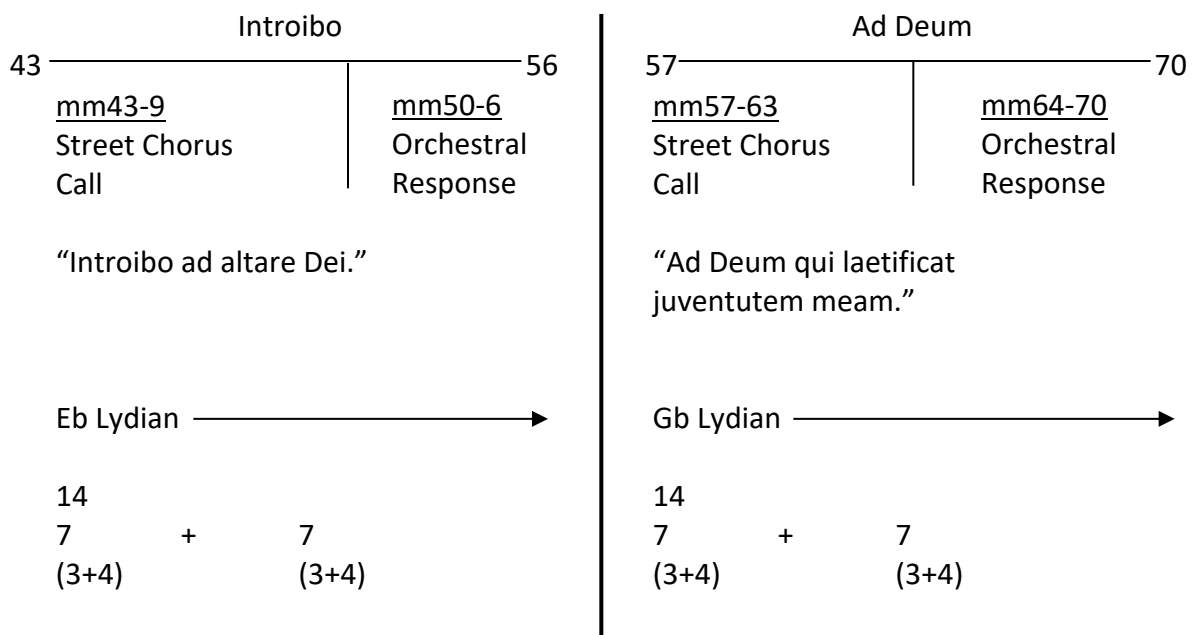 Introibo
43 56
mm43-9 mm50-6
Street Chorus Orchestral
Call Response
“Introibo ad altare Dei.”
Eb Lydian
14
7 + 7
(3+4) (3+4)
Ad Deum
57 70
mm57-63 mm64-70
Street Chorus Orchestral
Call Response
“Ad Deum qui laetificat
juventutem meam.”
Gb Lydian
14
7 + 7
(3+4) (3+4)